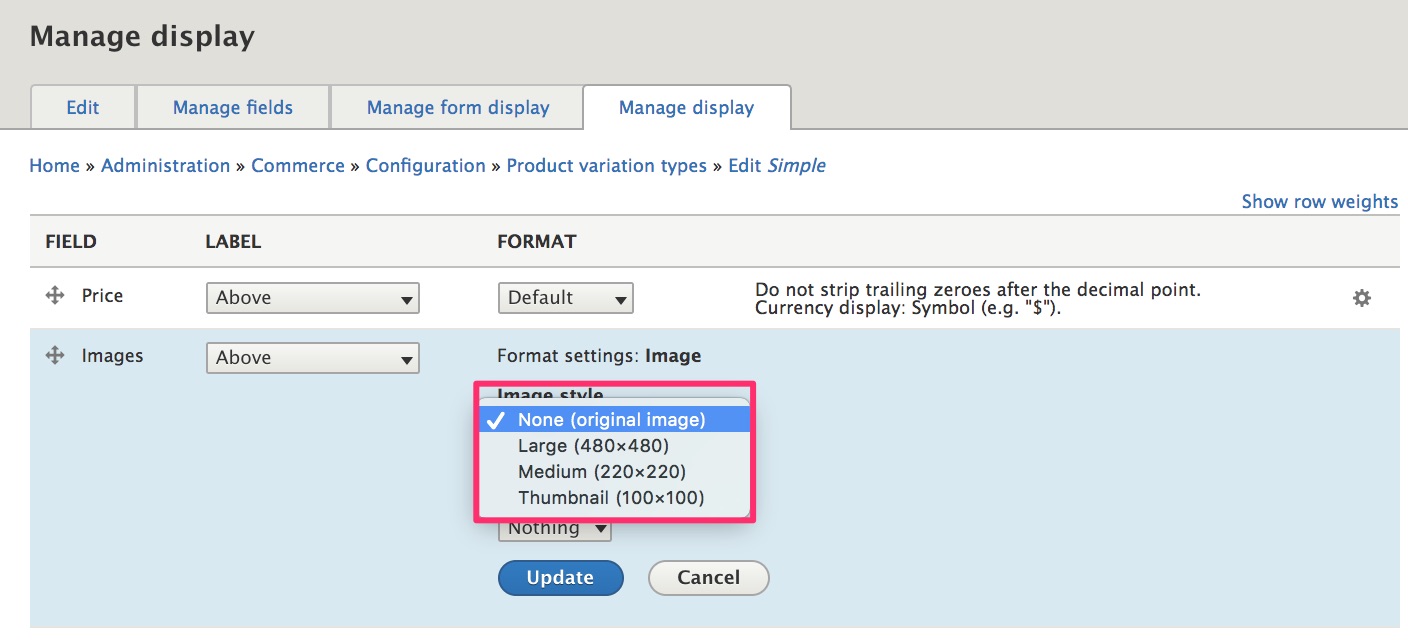 Manage display
Edit
Manage fields
Manage form display
Manage display
Home » Administration » Commerce » Configuration » Product variation types » Edit Simple
Show row weights
FIELD LABEL FORMAT
Price Above Default Do not strip trailing zeroes after the decimal point.
Currency display: Symbol (e.g. "$").
Images Above Format settings: Image
Image style
None (original image)
Large (480×480)
Medium (220×220)
Thumbnail (100×100)
Nothing
Update Cancel